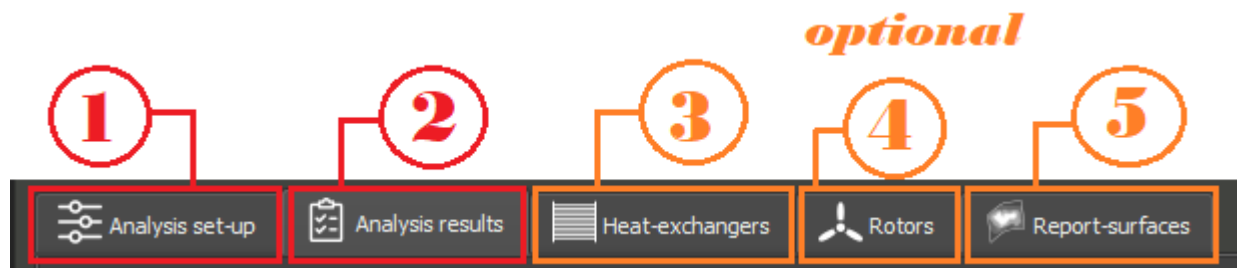 optional
1 2 3 4 5
Analysis set-up Analysis results Heat-exchangers Rotors Report-surfaces